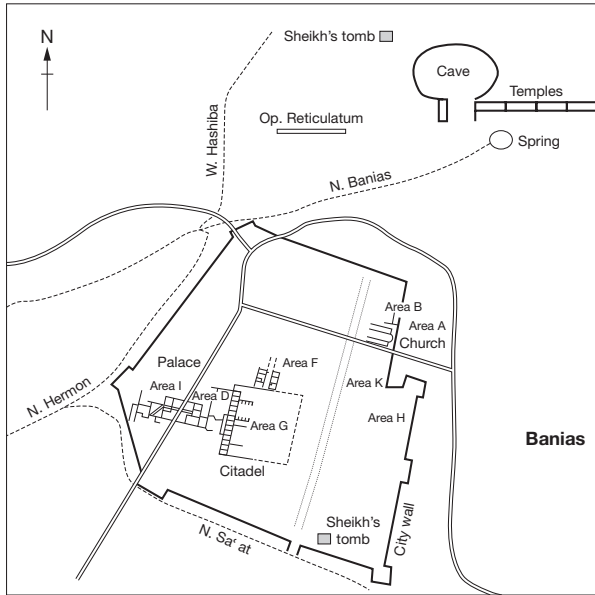 N
Sheikh's tomb
Cave
Temples
Op. Reticulatum
W. Hashiba
Spring
N. Banias
Area B
Area A
Church
Palace
Area F
Area K
Area I
Area D
N. Hermon
Area H
Area G
Banias
Citadel
Sheikh's
tomb
City wall
N. Saʿ at